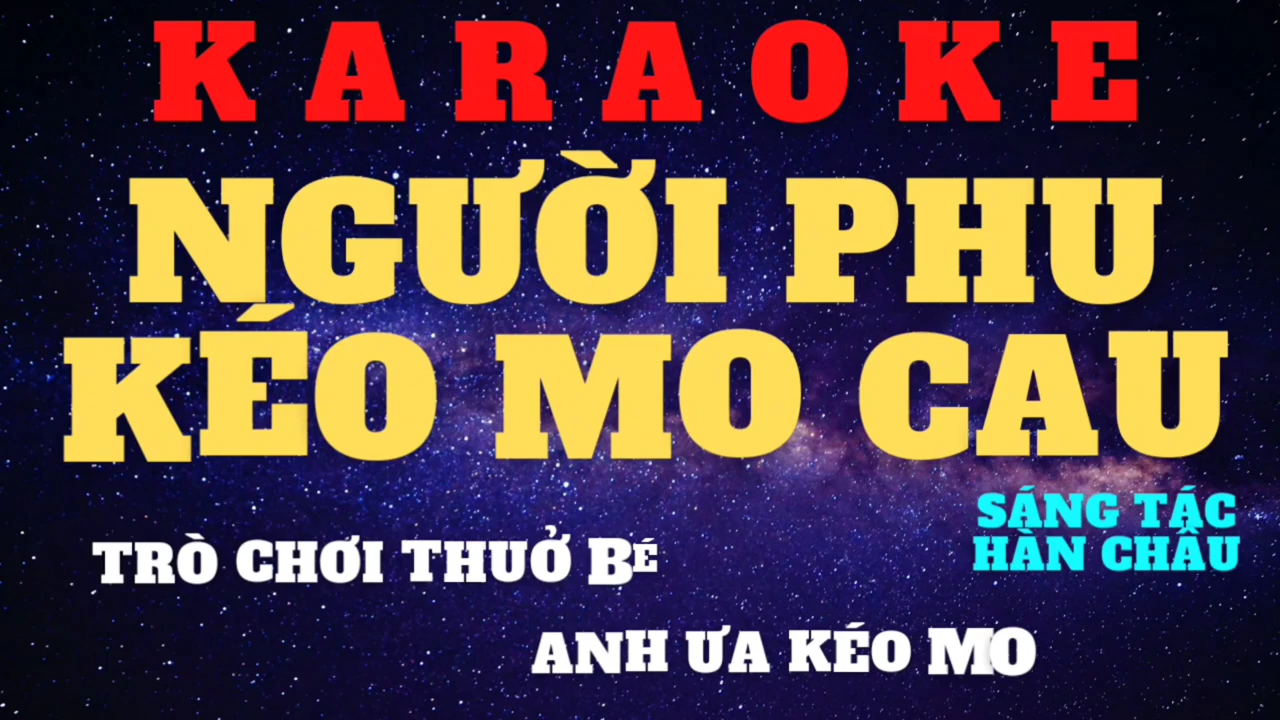 KARAOKE
NGƯỜI PHU
KÉO MO CAU
SÁNG TÁC
HÀN CHÂU
TRÒ CHƠI THUỞ BÉ
ANH ƯA KÉO MO